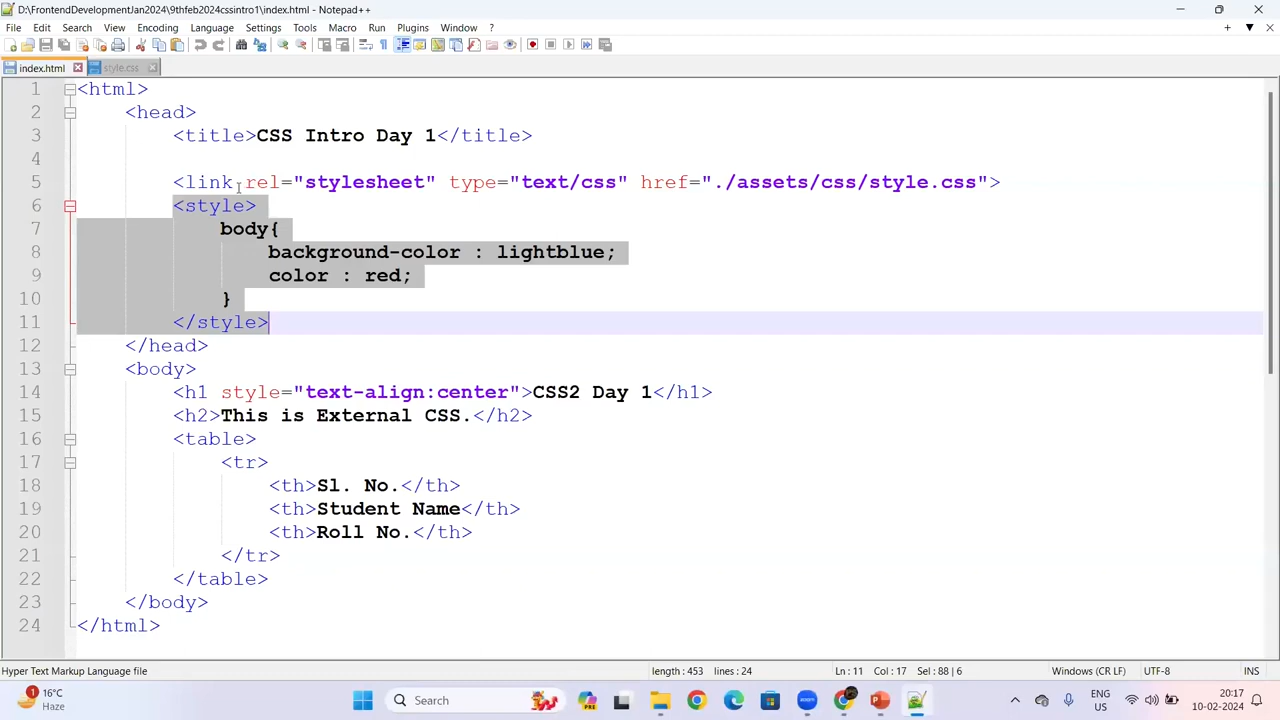 D:\FrontendDevelopmentJan2024\9thfeb2024cssintro1\index.html - Notepad++
File Edit Search View Encoding Language Settings Tools Macro Run Plugins Window ?
index.html style.css
1 <html>
2 <head>
3 <title>CSS Intro Day 1</title>
4
5 <link rel="stylesheet" type="text/css" href="./assets/css/style.css">
6 <style>
7 body{
8 background-color : lightblue;
9 color : red;
10 }
11 </style>
12 </head>
13 <body>
14 <h1 style="text-align:center">CSS2 Day 1</h1>
15 <h2>This is External CSS.</h2>
16 <table>
17 <tr>
18 <th>Sl. No.</th>
19 <th>Student Name</th>
20 <th>Roll No.</th>
21 </tr>
22 </table>
23 </body>
24 </html>
Hyper Text Markup Language file length : 453 lines : 24 Ln : 11 Col : 17 Sel : 88 | 6 Windows (CR LF) UTF-8 INS
1 16°C Search PRE ENG 20:17
Haze US 10-02-2024